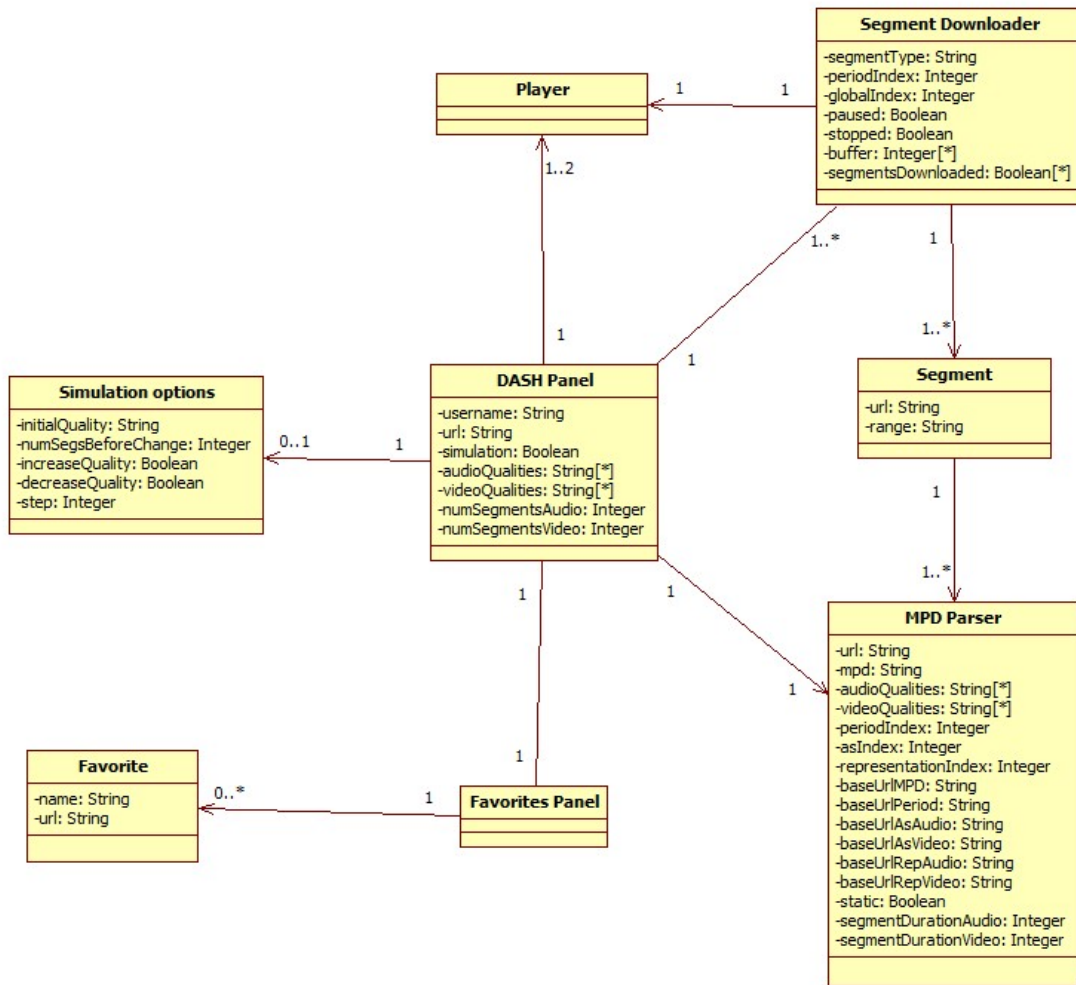 Segment Downloader
-segmentType: String
-periodIndex: Integer
-globalIndex: Integer
-paused: Boolean
-stopped: Boolean
-buffer: Integer[*]
-segmentsDownloaded: Boolean[*]
Player
1
1
1..2
1..*
1
1
1
1..*
Simulation options
-initialQuality: String
-numSegsBeforeChange: Integer
-increaseQuality: Boolean
-decreaseQuality: Boolean
-step: Integer
0..1
1
DASH Panel
-username: String
-url: String
-simulation: Boolean
-audioQualities: String[*]
-videoQualities: String[*]
-numSegmentsAudio: Integer
-numSegmentsVideo: Integer
Segment
-url: String
-range: String
1
1..*
1
1
1
1
MPD Parser
-url: String
-mpd: String
-audioQualities: String[*]
-videoQualities: String[*]
-periodIndex: Integer
-asIndex: Integer
-representationIndex: Integer
-baseUrlMPD: String
-baseUrlPeriod: String
-baseUrlAsAudio: String
-baseUrlAsVideo: String
-baseUrlRepAudio: String
-baseUrlRepVideo: String
-static: Boolean
-segmentDurationAudio: Integer
-segmentDurationVideo: Integer
Favorite
-name: String
-url: String
0..*
1
Favorites Panel